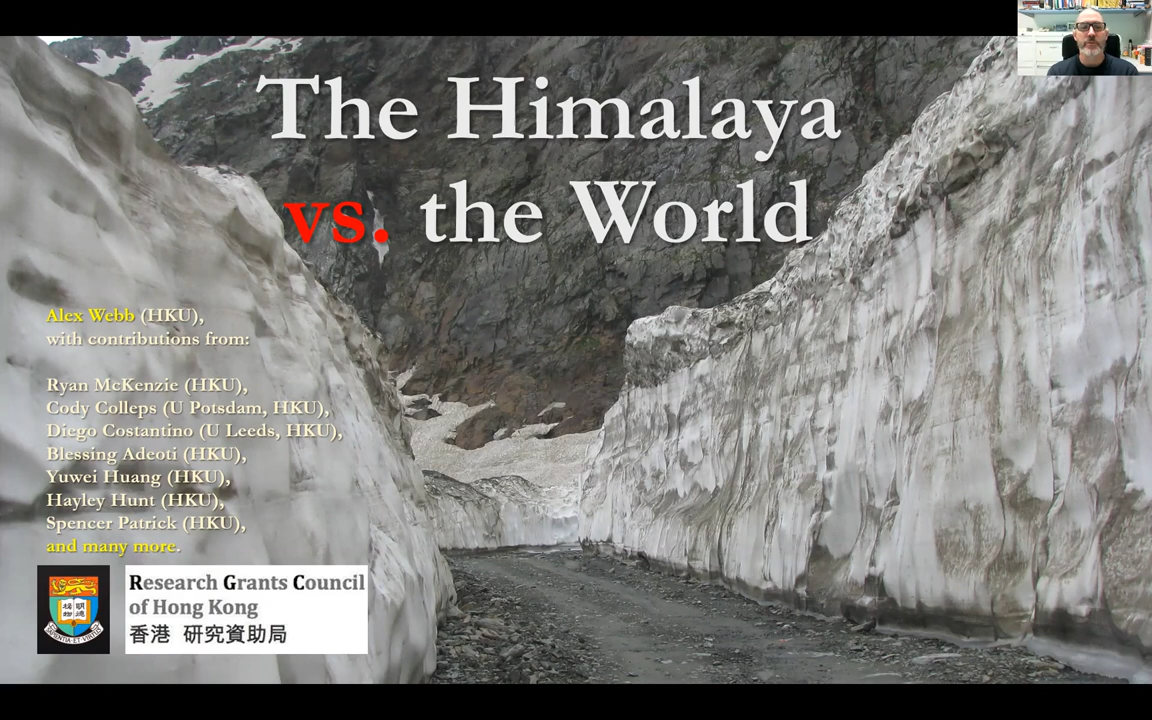 The Himalaya
vs. the World
Alex Webb (HKU),
with contributions from:
Ryan McKenzie (HKU),
Cody Colleps (U Potsdam, HKU),
Diego Costantino (U Leeds, HKU),
Blessing Adeoti (HKU),
Yuwei Huang (HKU),
Hayley Hunt (HKU),
Spencer Patrick (HKU),
and many more.
Research Grants Council
of Hong Kong
香港 研究資助局